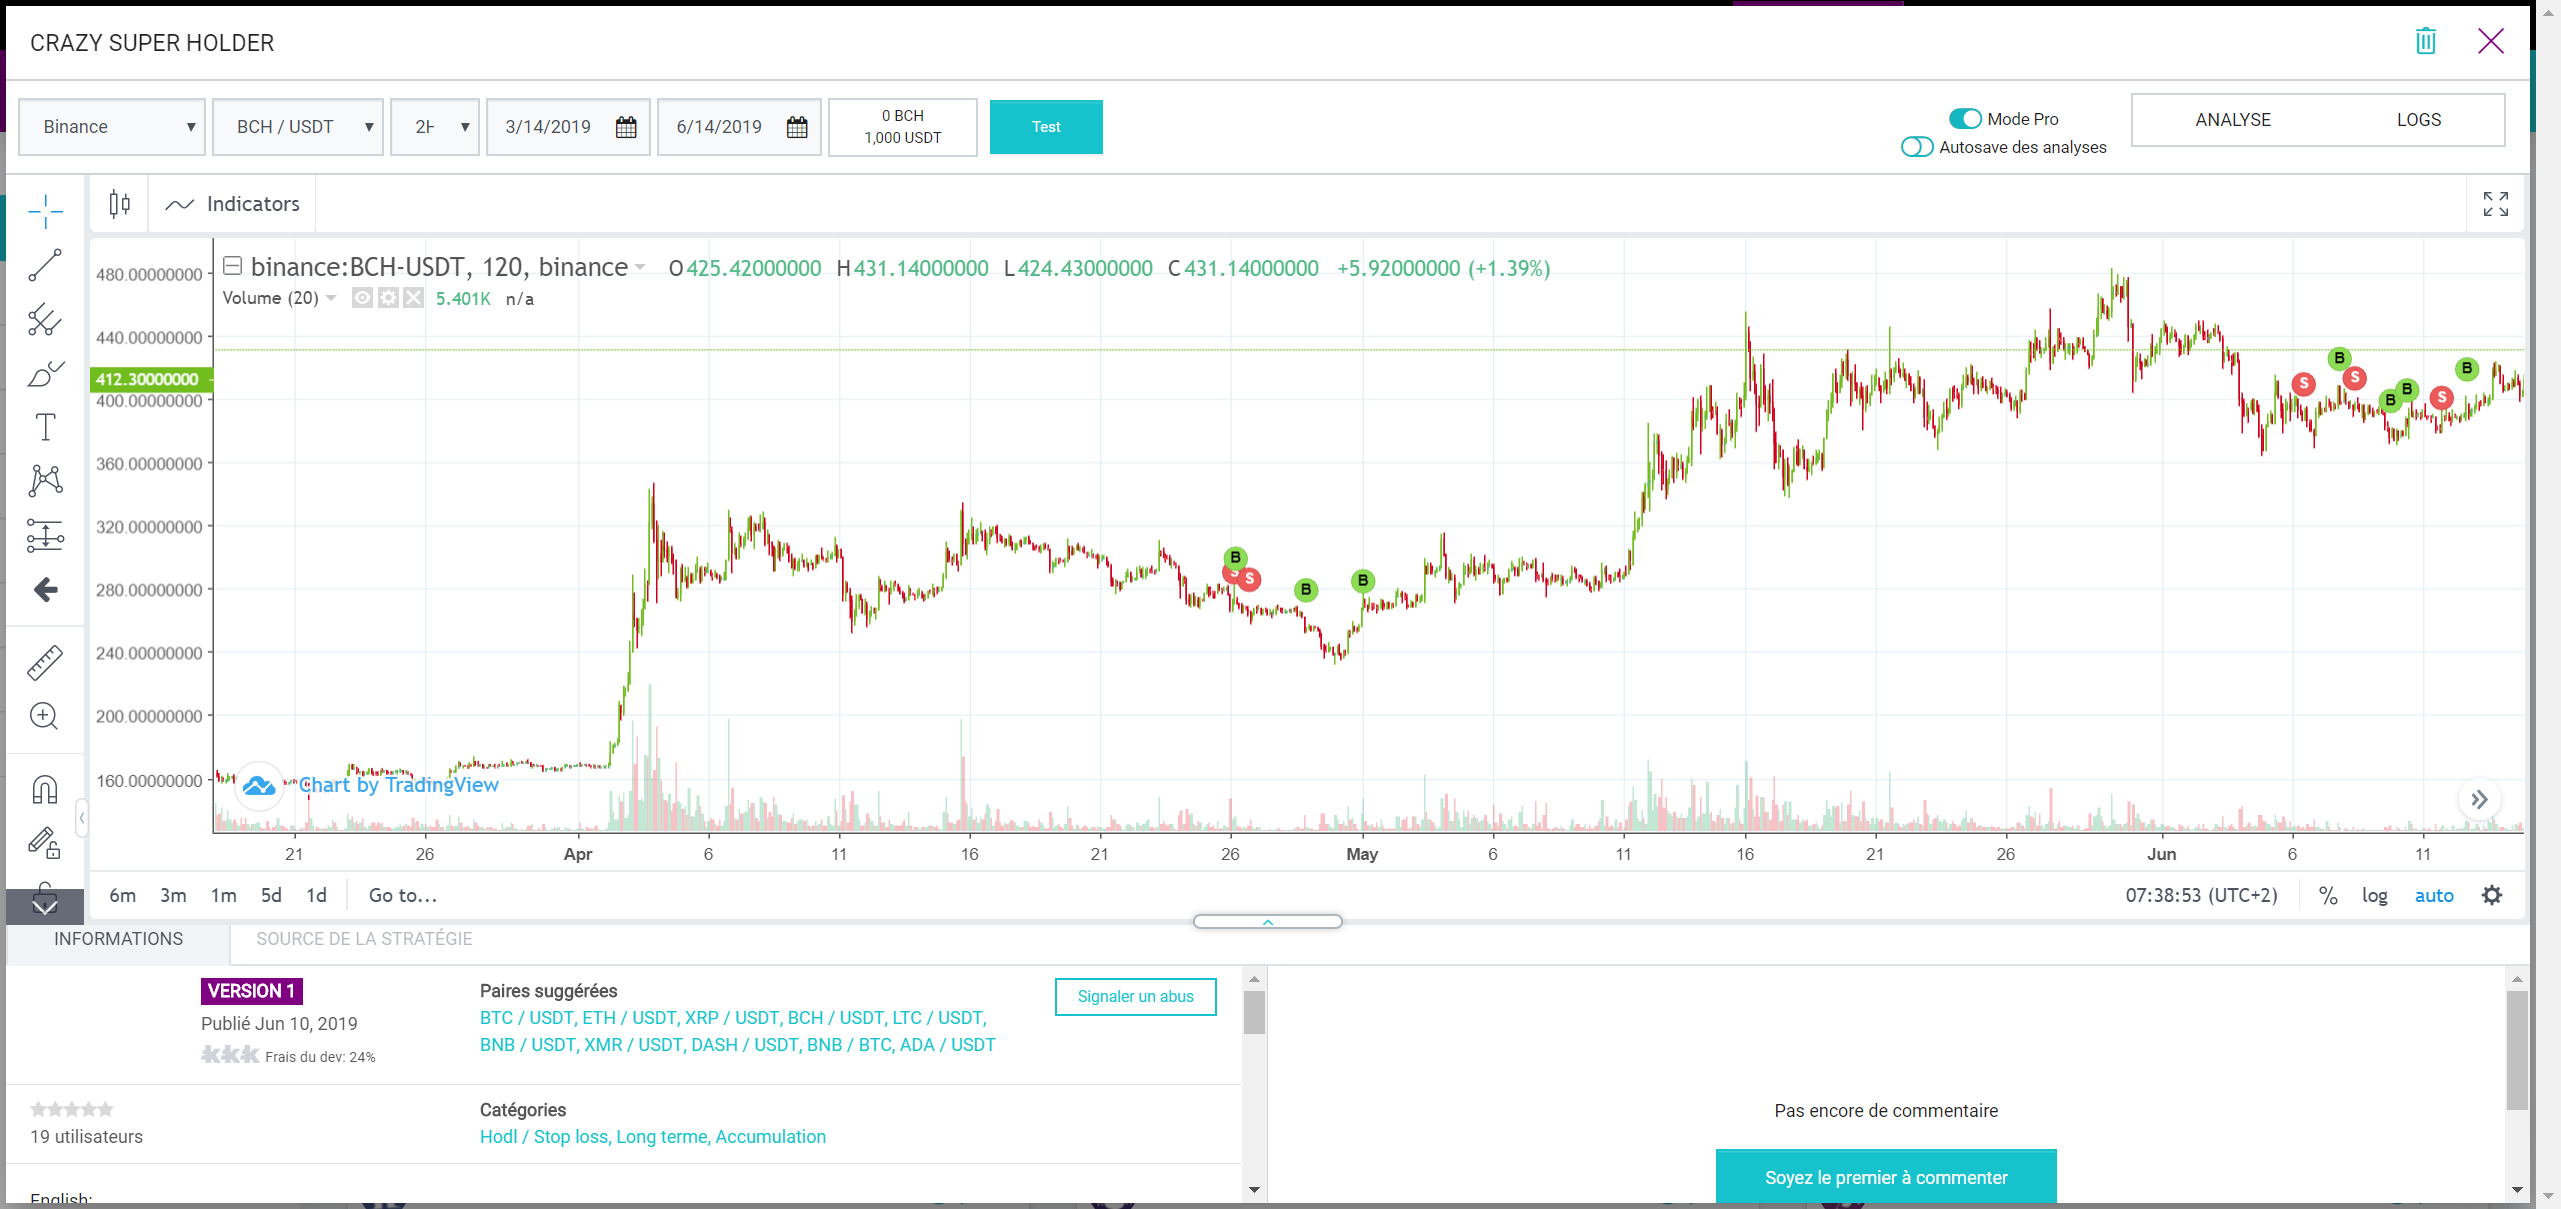 CRAZY SUPER HOLDER
Binance
BCH / USDT
2H
3/14/2019
6/14/2019
0 BCH
1,000 USDT
Test
Mode Pro
Autosave des analyses
ANALYSE
LOGS
Indicators
binance:BCH-USDT, 120, binance
O425.42000000 H431.14000000 L424.43000000 C431.14000000 +5.92000000 (+1.39%)
Volume (20)
5.401K n/a
480.00000000
440.00000000
412.30000000
400.00000000
360.00000000
320.00000000
280.00000000
240.00000000
200.00000000
160.00000000
B
S
S
B
B
S
B
S
B
B
S
B
T
Chart by TradingView
21 26 Apr 6 11 16 21 26 May 6 11 16 21 26 Jun 6 11
6m 3m 1m 5d 1d Go to...
07:38:53 (UTC+2) % log auto
INFORMATIONS
SOURCE DE LA STRATÉGIE
VERSION 1
Publié Jun 10, 2019
Frais du dev: 24%
Paires suggérées
BTC / USDT, ETH / USDT, XRP / USDT, BCH / USDT, LTC / USDT,
BNB / USDT, XMR / USDT, DASH / USDT, BNB / BTC, ADA / USDT
Signaler un abus
19 utilisateurs
Catégories
Hodl / Stop loss, Long terme, Accumulation
English:
Pas encore de commentaire
Soyez le premier à commenter